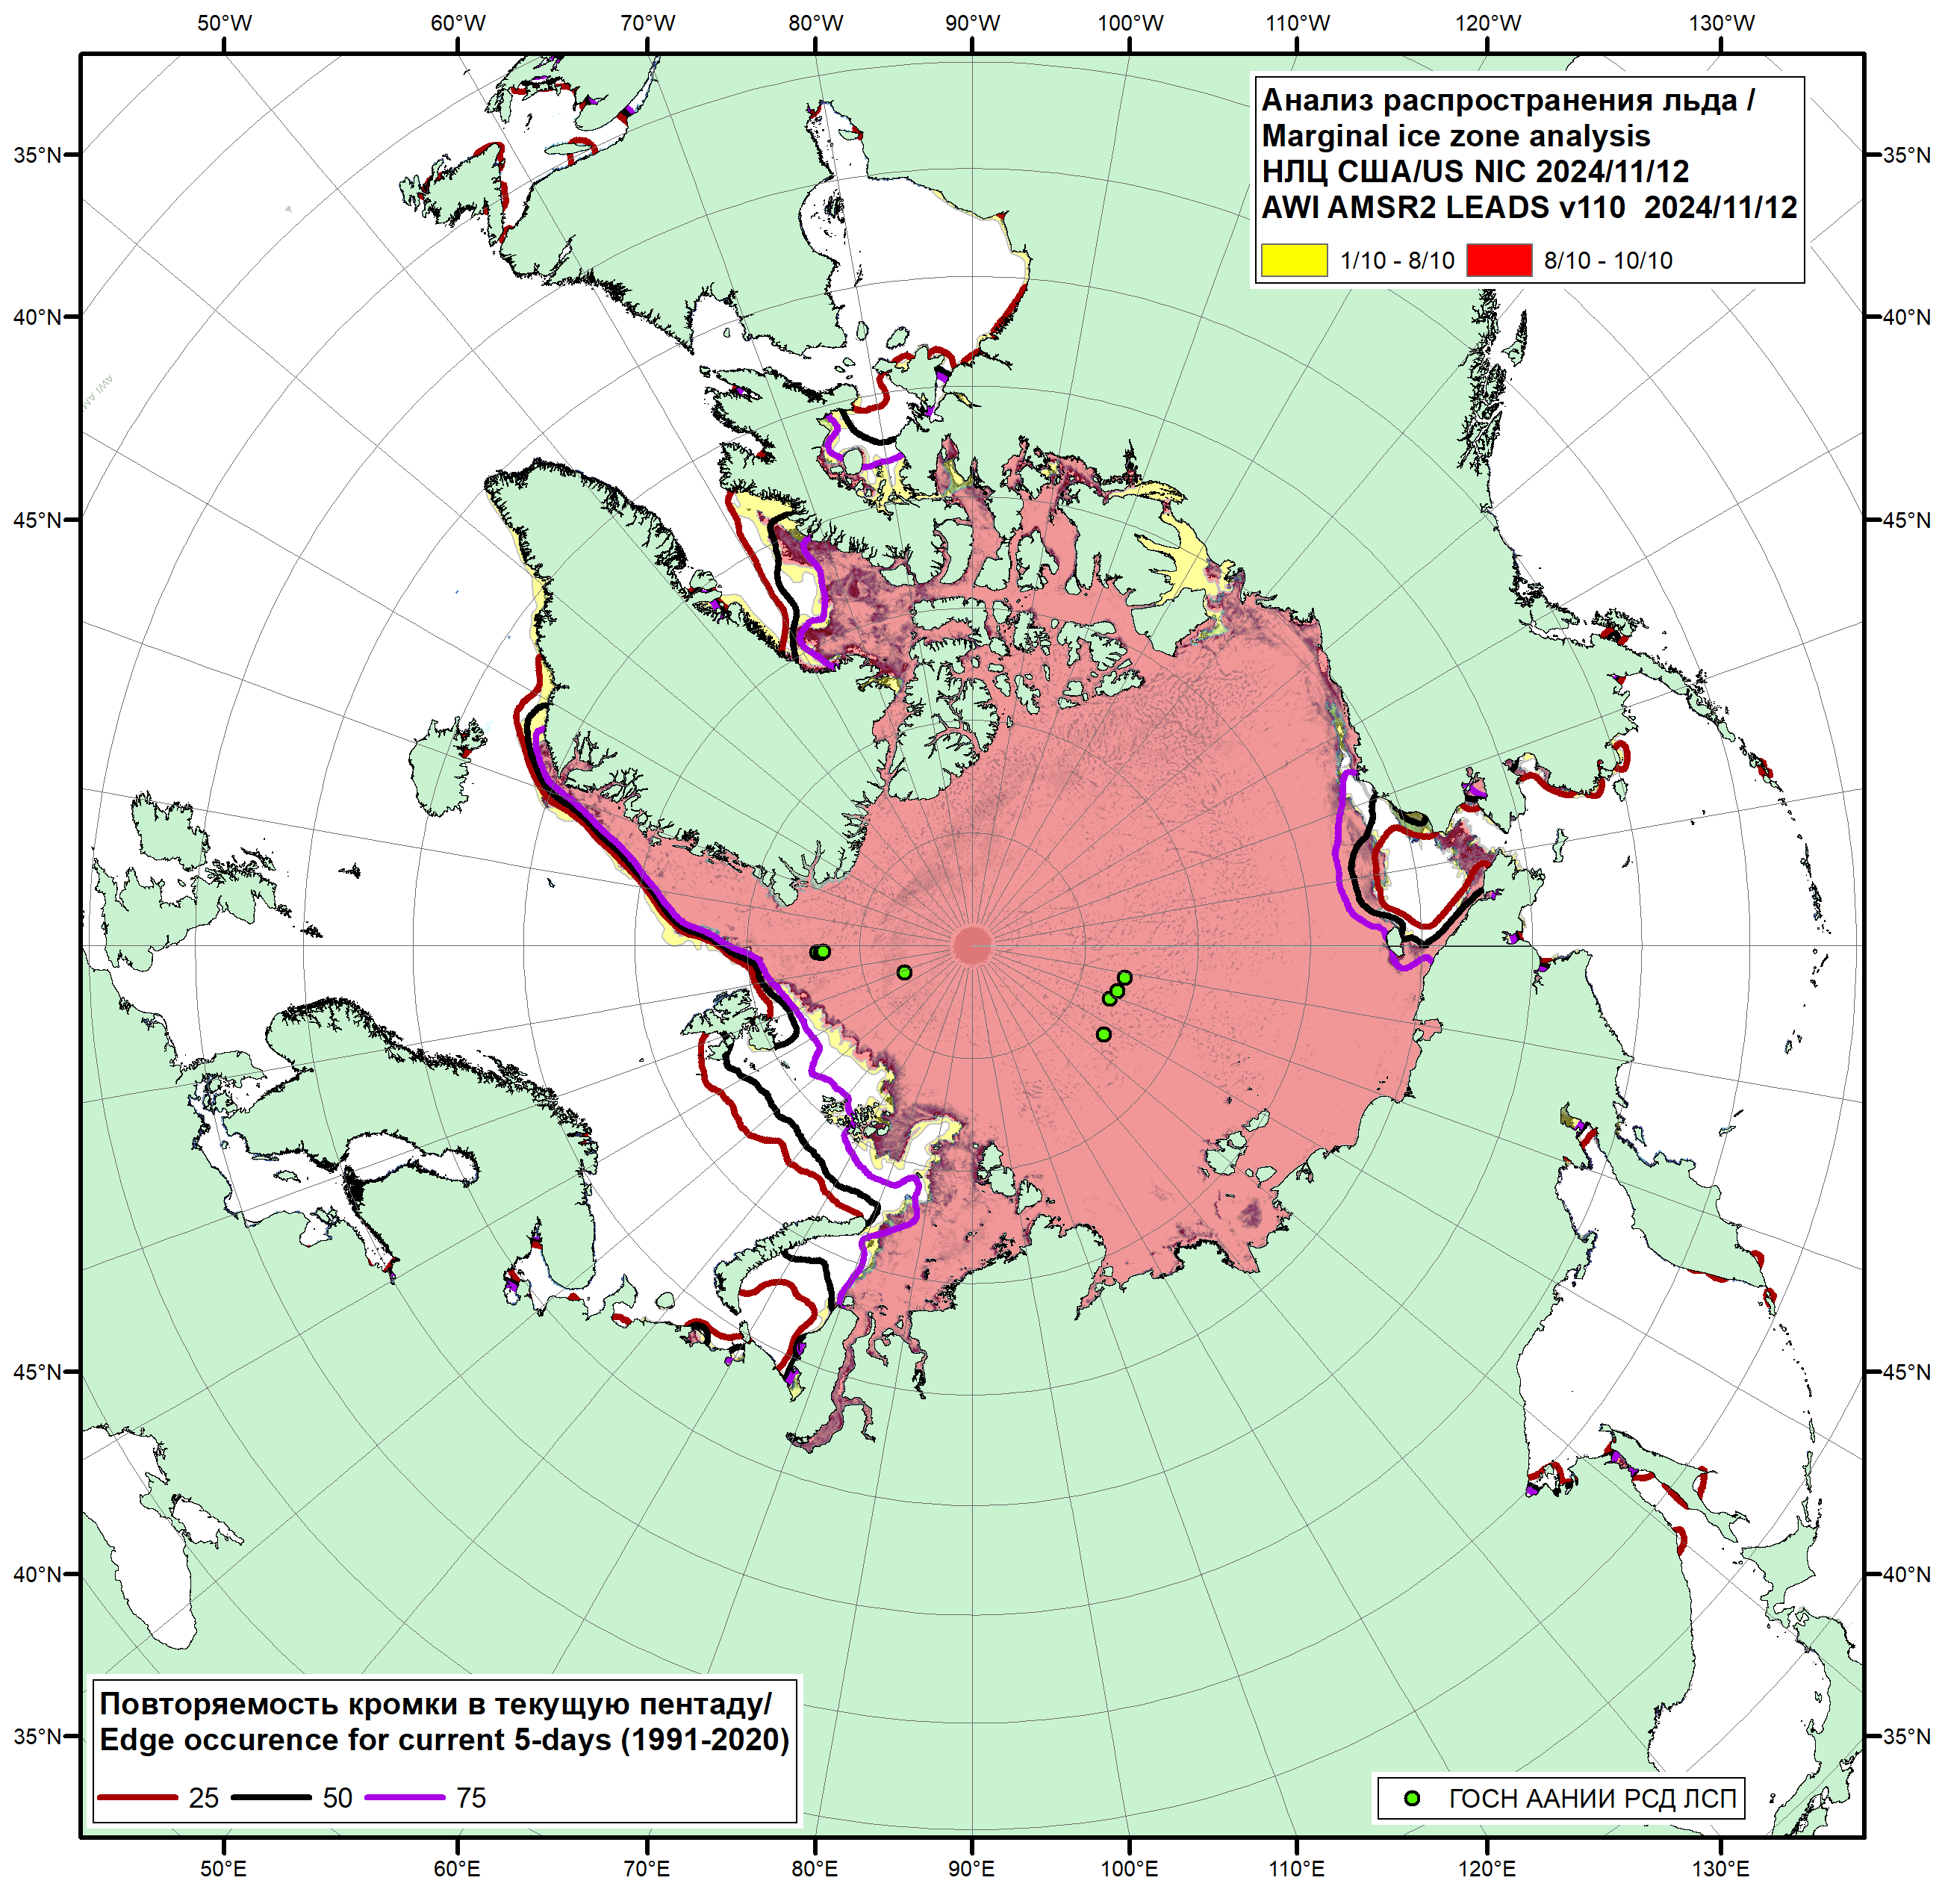 50°W 60°W 70°W 80°W 90°W 100°W 110°W 120°W 130°W
Анализ распространения льда /
Marginal ice zone analysis
НЛЦ США/US NIC 2024/11/12
AWI AMSR2 LEADS v110 2024/11/12
1/10 - 8/10 8/10 - 10/10
35°N 35°N
40°N 40°N
45°N 45°N
45°N 45°N
40°N 40°N
35°N 35°N
Повторяемость кромки в текущую пентаду/
Edge occurence for current 5-days (1991-2020)
25 50 75
ГОСН ААНИИ РСД ЛСП
50°E 60°E 70°E 80°E 90°E 100°E 110°E 120°E 130°E